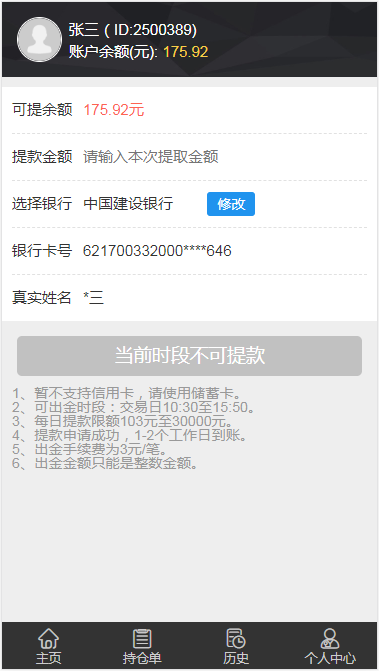 张三 ( ID:2500389)
账户余额(元): 175.92
可提余额 175.92元
提款金额 请输入本次提取金额
选择银行 中国建设银行 修改
银行卡号 621700332000****646
真实姓名 *三
当前时段不可提款
1、暂不支持信用卡，请使用储蓄卡。
2、可出金时段：交易日10:30至15:50。
3、每日提款限额103元至30000元。
4、提款申请成功，1-2个工作日到账。
5、出金手续费为3元/笔。
6、出金金额只能是整数金额。
主页 持仓单 历史 个人中心